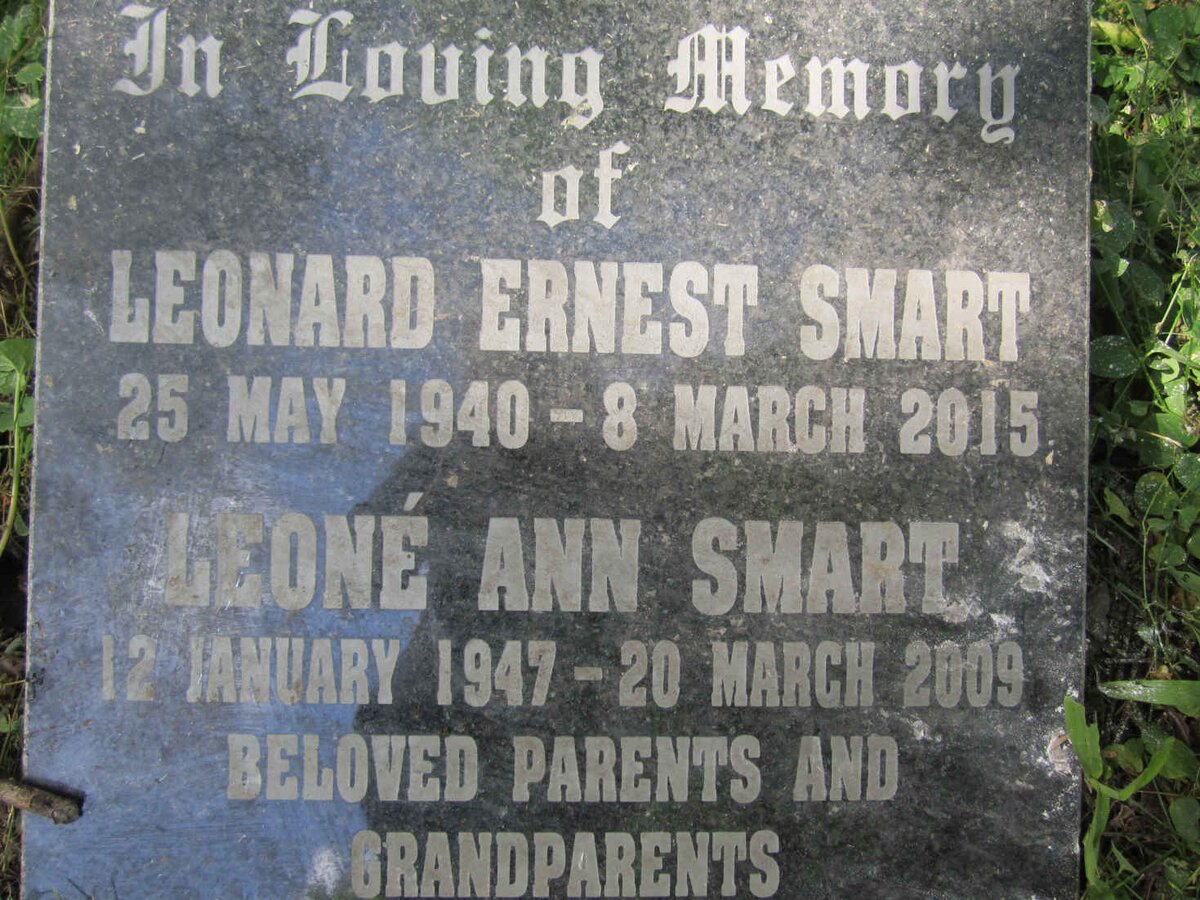 In Loving Memory
of
LEONARD ERNEST SMART
25 MAY 1940 – 8 MARCH 2015
LEONÉ ANN SMART
12 JANUARY 1947 – 20 MARCH 2009
BELOVED PARENTS AND
GRANDPARENTS